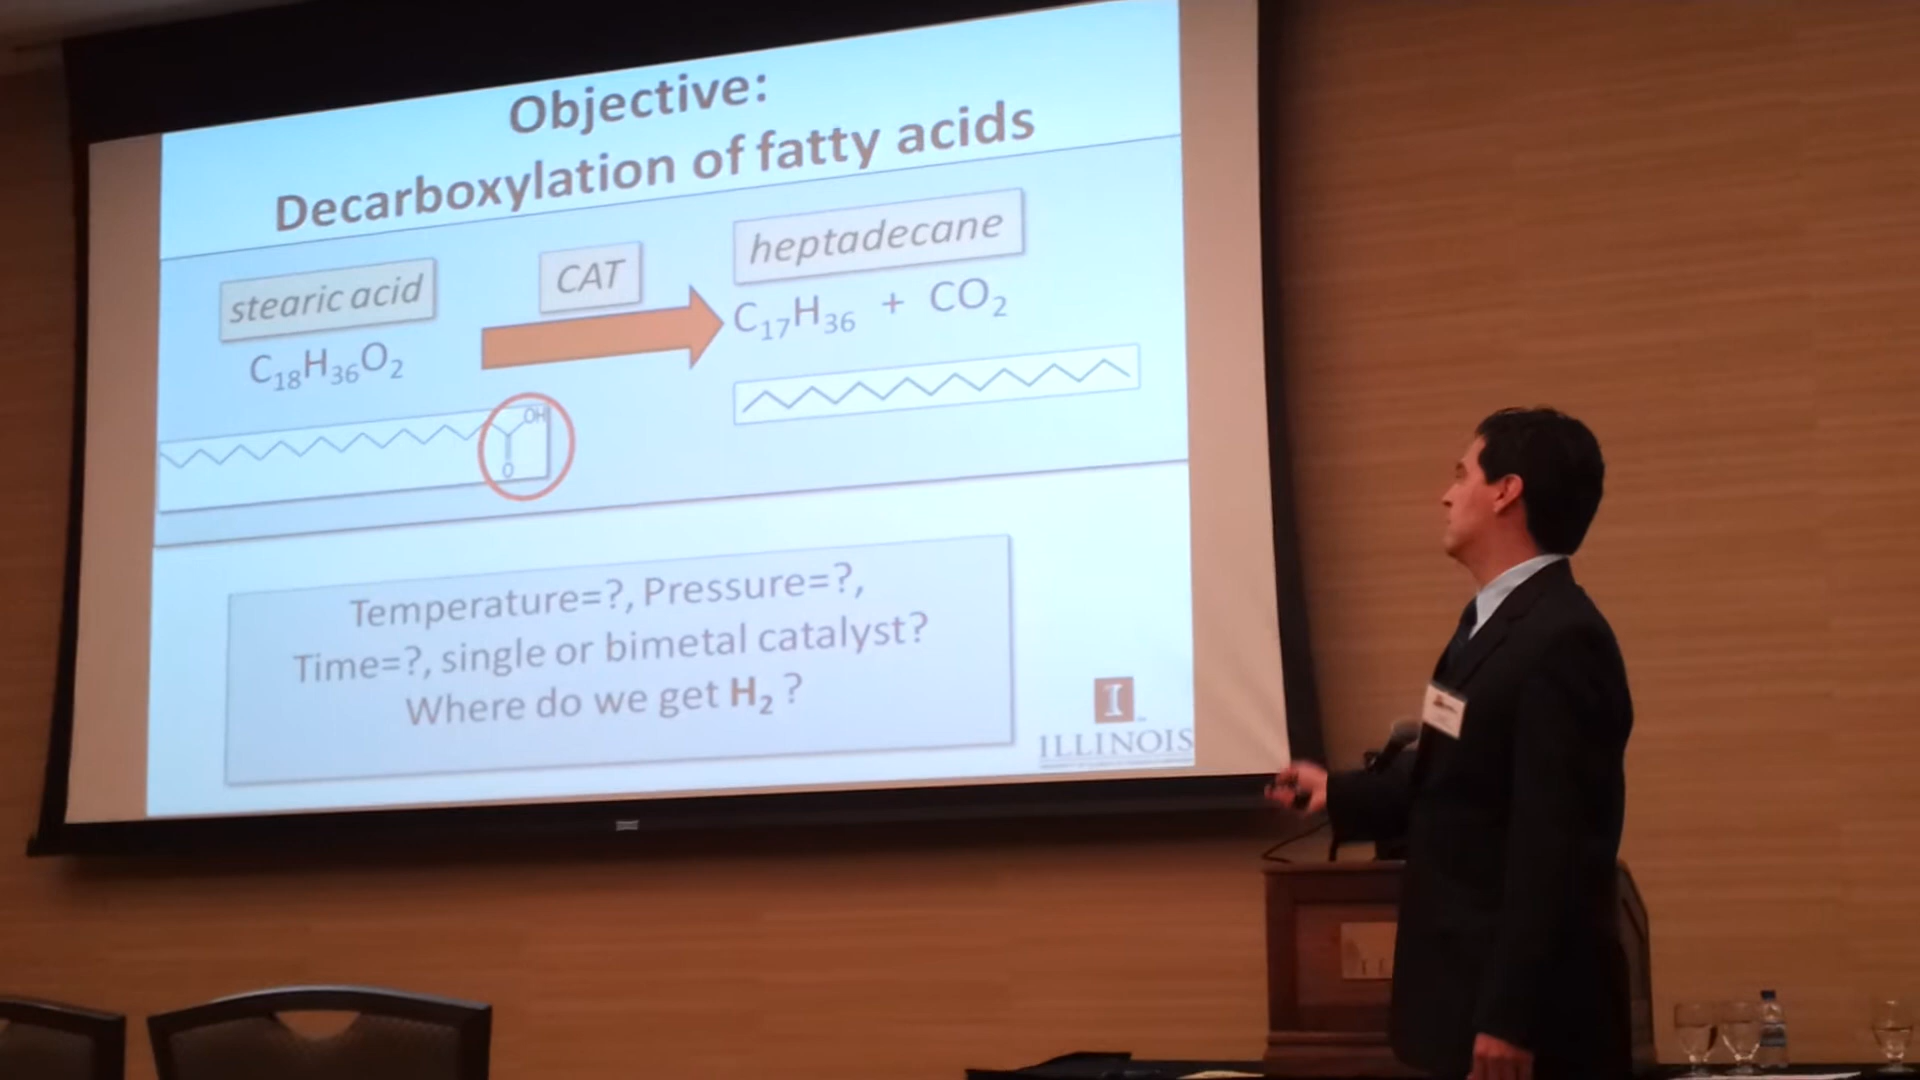 Objective:
Decarboxylation of fatty acids
stearic acid
CAT
heptadecane
C₁₈H₃₆O₂
C₁₇H₃₆ + CO₂
OH
O
Temperature=?, Pressure=?,
Time=?, single or bimetal catalyst?
Where do we get H₂ ?
I
ILLINOIS